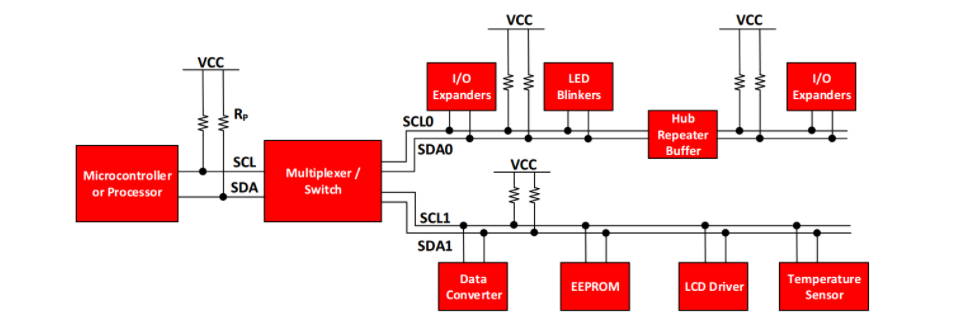 VCC
VCC
VCC
I/O
Expanders
LED
Blinkers
I/O
Expanders
RP
SCL0
Hub
Repeater
Buffer
SCL
SDA0
Microcontroller
or Processor
SDA
Multiplexer /
Switch
VCC
SCL1
SDA1
Data
Converter
EEPROM
LCD Driver
Temperature
Sensor